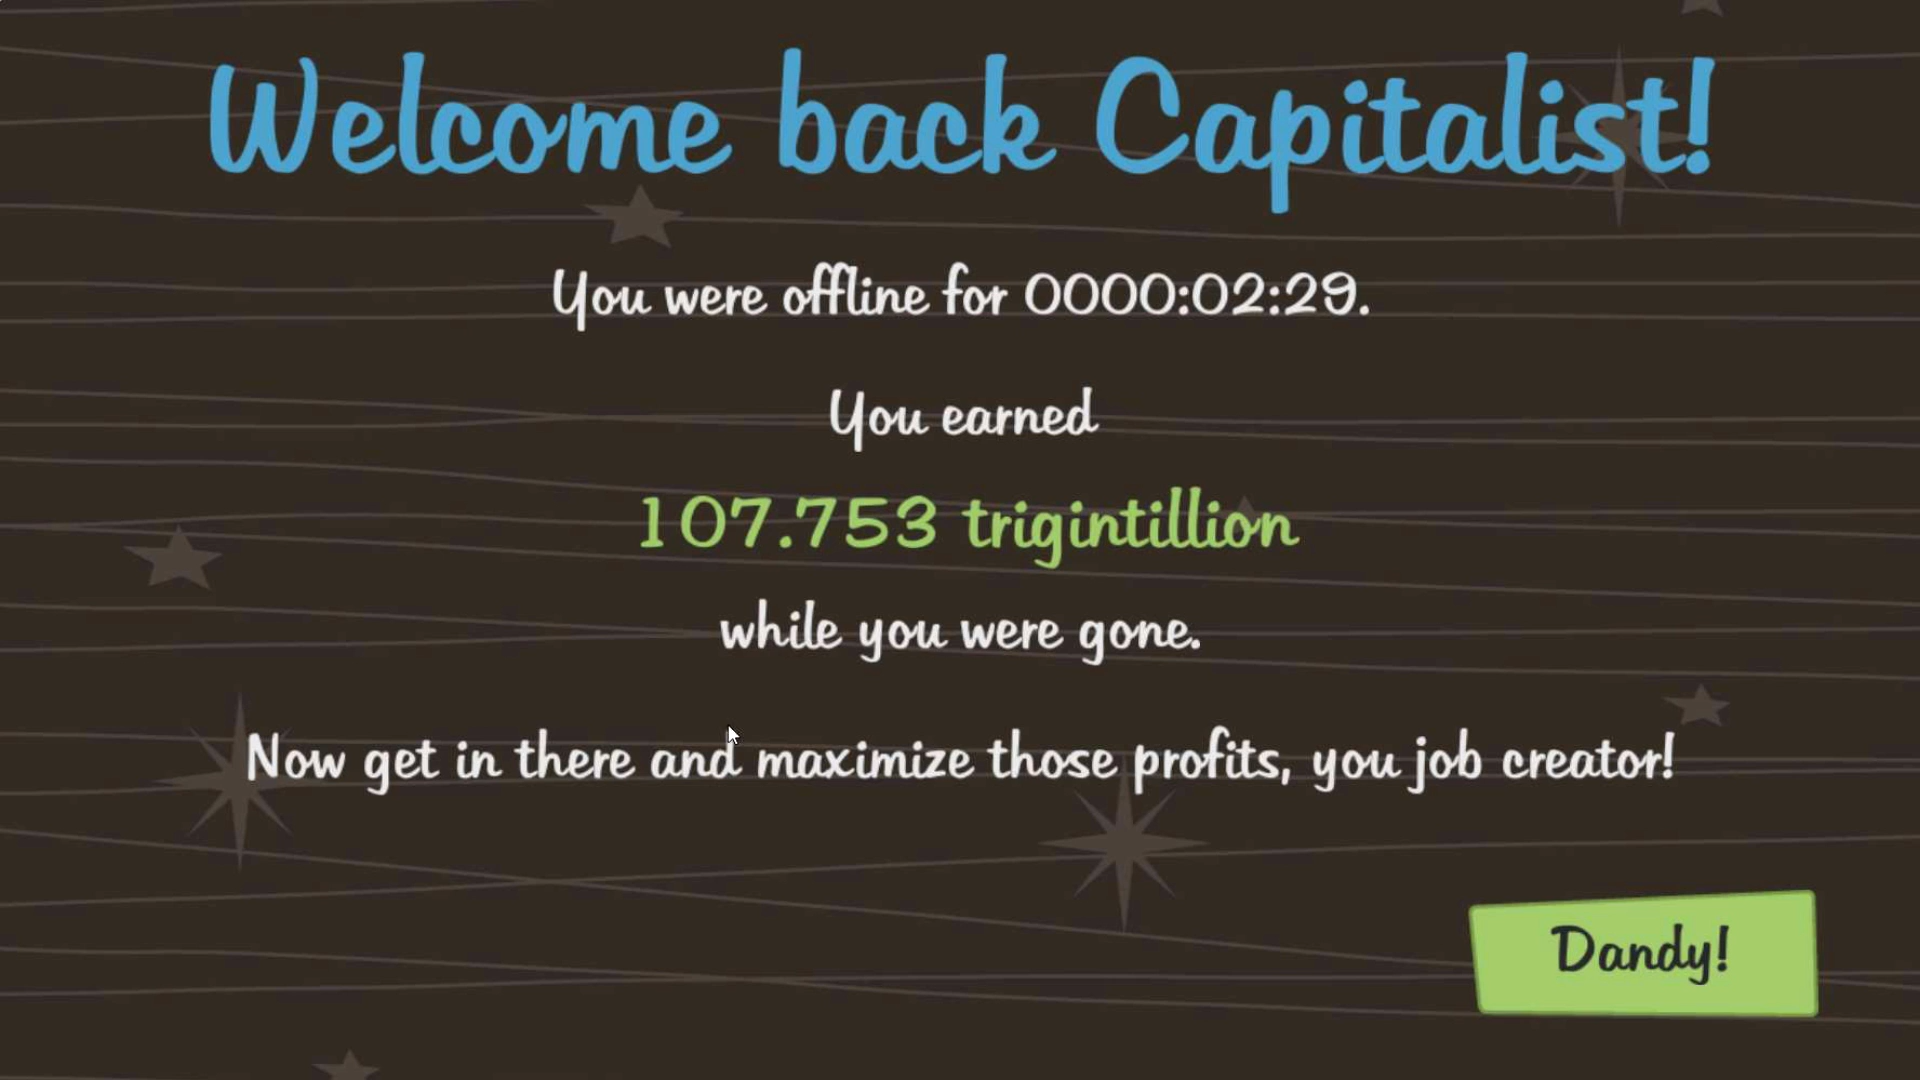 Welcome back Capitalist!
You were offline for 0000:02:29.
You earned
107.753 trigintillion
while you were gone.
Now get in there and maximize those profits, you job creator!
Dandy!